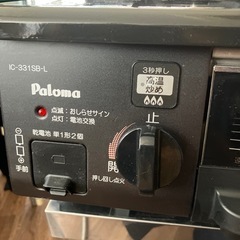 IC-331SB-L
Paloma
点滅：おしらせサイン
点灯：電池交換
乾電池 単1形2個
手前
3秒押し
高温
炒め
止
開
押し回し点火